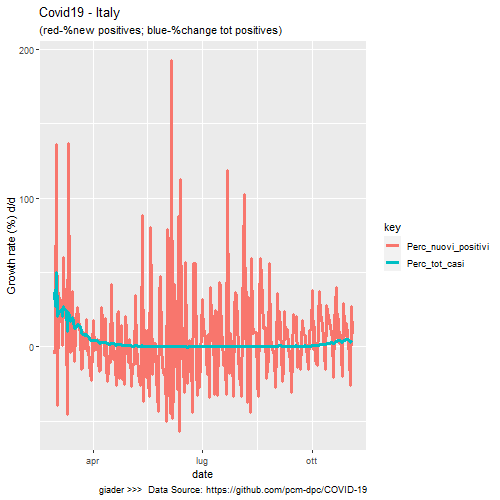 Covid19 - Italy
(red-%new positives; blue-%change tot positives)
200
100
0
Growth rate (%) d/d
apr
lug
ott
date
key
Perc_nuovi_positivi
Perc_tot_casi
giader >>> Data Source: https://github.com/pcm-dpc/COVID-19